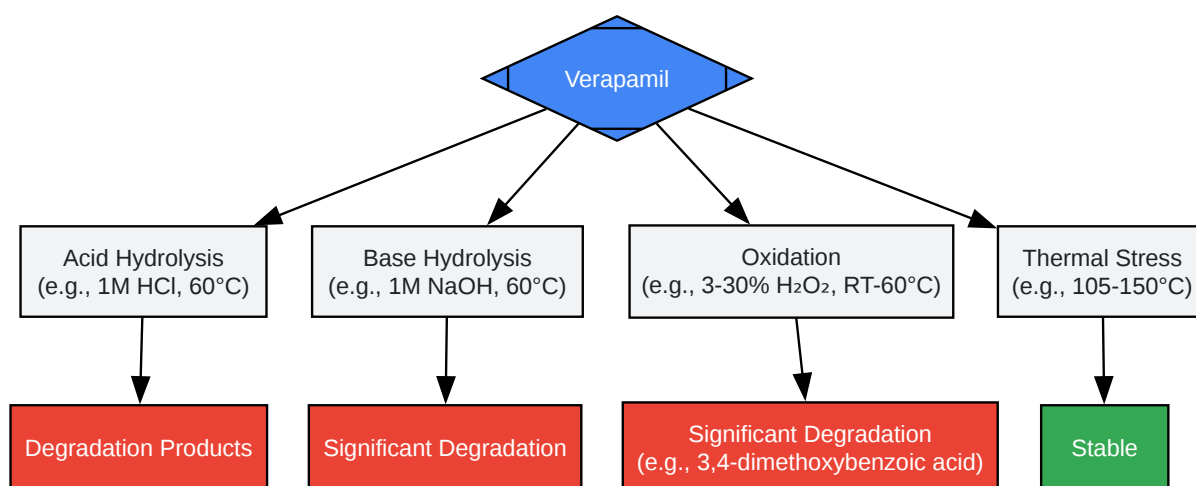 Verapamil
Acid Hydrolysis
(e.g., 1M HCl, 60°C)
Base Hydrolysis
(e.g., 1M NaOH, 60°C)
Oxidation
(e.g., 3-30% H₂O₂, RT-60°C)
Thermal Stress
(e.g., 105-150°C)
Degradation Products
Significant Degradation
Significant Degradation
(e.g., 3,4-dimethoxybenzoic acid)
Stable